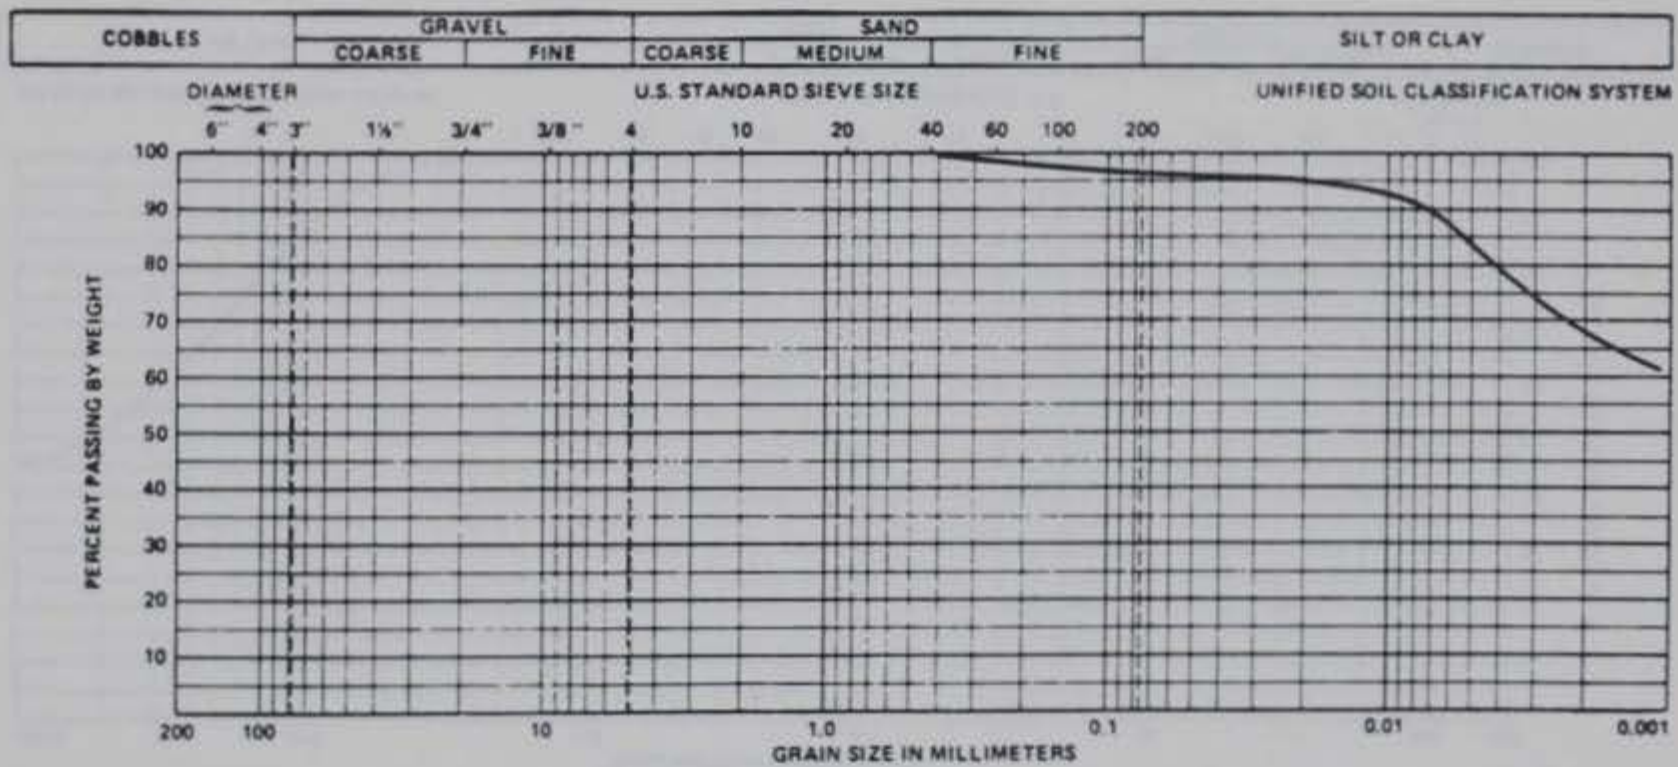 COBBLES GRAVEL SAND SILT OR CLAY
COARSE FINE COARSE MEDIUM FINE
DIAMETER U.S. STANDARD SIEVE SIZE UNIFIED SOIL CLASSIFICATION SYSTEM
6" 4" 3" 1½" 3/4" 3/8" 4 10 20 40 60 100 200
100
90
80
70
60
50
40
30
20
10
PERCENT PASSING BY WEIGHT
200 100 10 1.0 0.1 0.01 0.001
GRAIN SIZE IN MILLIMETERS